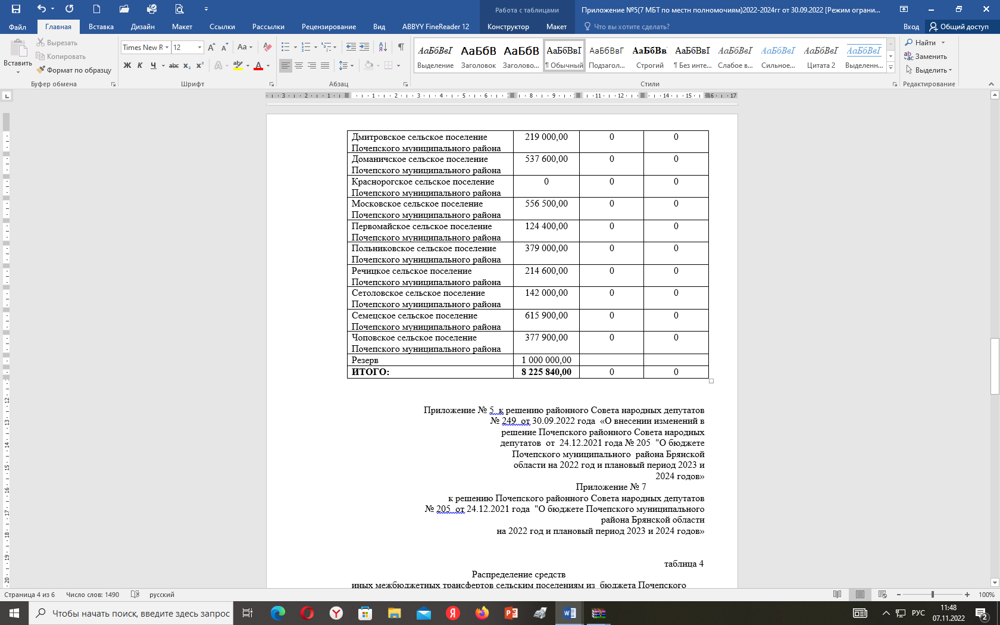 Работа с таблицами
Приложение №5(7 МБТ по местн полномочиям)2022-2024гг от 30.09.2022 [Режим ограни...
Файл Главная Вставка Дизайн Макет Ссылки Рассылки Рецензирование Вид ABBYY FineReader 12 Конструктор Макет Что вы хотите сделать? Вход Общий доступ
Вставить
Вырезать
Копировать
Формат по образцу
Буфер обмена
Times New R 12
Ж К Ч abc x₂ x²
Шрифт
Абзац
АаБбВвІ АаБбВ АаБбВ АаБбВвІ АаБбВвГ АаБбВв АаБбВвІ АаБбВвІ АаБбВвІ АаБбВвІ АаБбВвІ
Выделение Заголовок Заголово... ¶ Обычный Подзагол... Строгий ¶ Без инте... Слабое в... Сильное... Цитата 2 Выделенн...
Стили
Найти
Заменить
Выделить
Редактирование
Дмитровское сельское поселение 219 000,00 0 0
Почепского муниципального района
Доманичское сельское поселение 537 600,00 0 0
Почепского муниципального района
Краснорогское сельское поселение 0 0 0
Почепского муниципального района
Московское сельское поселение 556 500,00 0 0
Почепского муниципального района
Первомайское сельское поселение 124 400,00 0 0
Почепского муниципального района
Польниковское сельское поселение 379 000,00 0 0
Почепского муниципального района
Речицкое сельское поселение 214 600,00 0 0
Почепского муниципального района
Сетоловское сельское поселение 142 000,00 0 0
Почепского муниципального района
Семецское сельское поселение 615 900,00 0 0
Почепского муниципального района
Чоповское сельское поселение 377 900,00 0 0
Почепского муниципального района
Резерв 1 000 000,00
ИТОГО: 8 225 840,00 0 0
Приложение № 5 к решению районного Совета народных депутатов
№ 249 от 30.09.2022 года «О внесении изменений в
решение Почепского районного Совета народных
депутатов от 24.12.2021 года № 205 "О бюджете
Почепского муниципального района Брянской
области на 2022 год и плановый период 2023 и
2024 годов»
Приложение № 7
к решению Почепского районного Совета народных депутатов
№ 205 от 24.12.2021 года "О бюджете Почепского муниципального
района Брянской области
на 2022 год и плановый период 2023 и 2024 годов»
таблица 4
Распределение средств
иных межбюджетных трансфертов сельским поселениям из бюджета Почепского
Страница 4 из 6 Число слов: 1490 русский 100%
Чтобы начать поиск, введите здесь запрос
РУС
11:48
07.11.2022
2